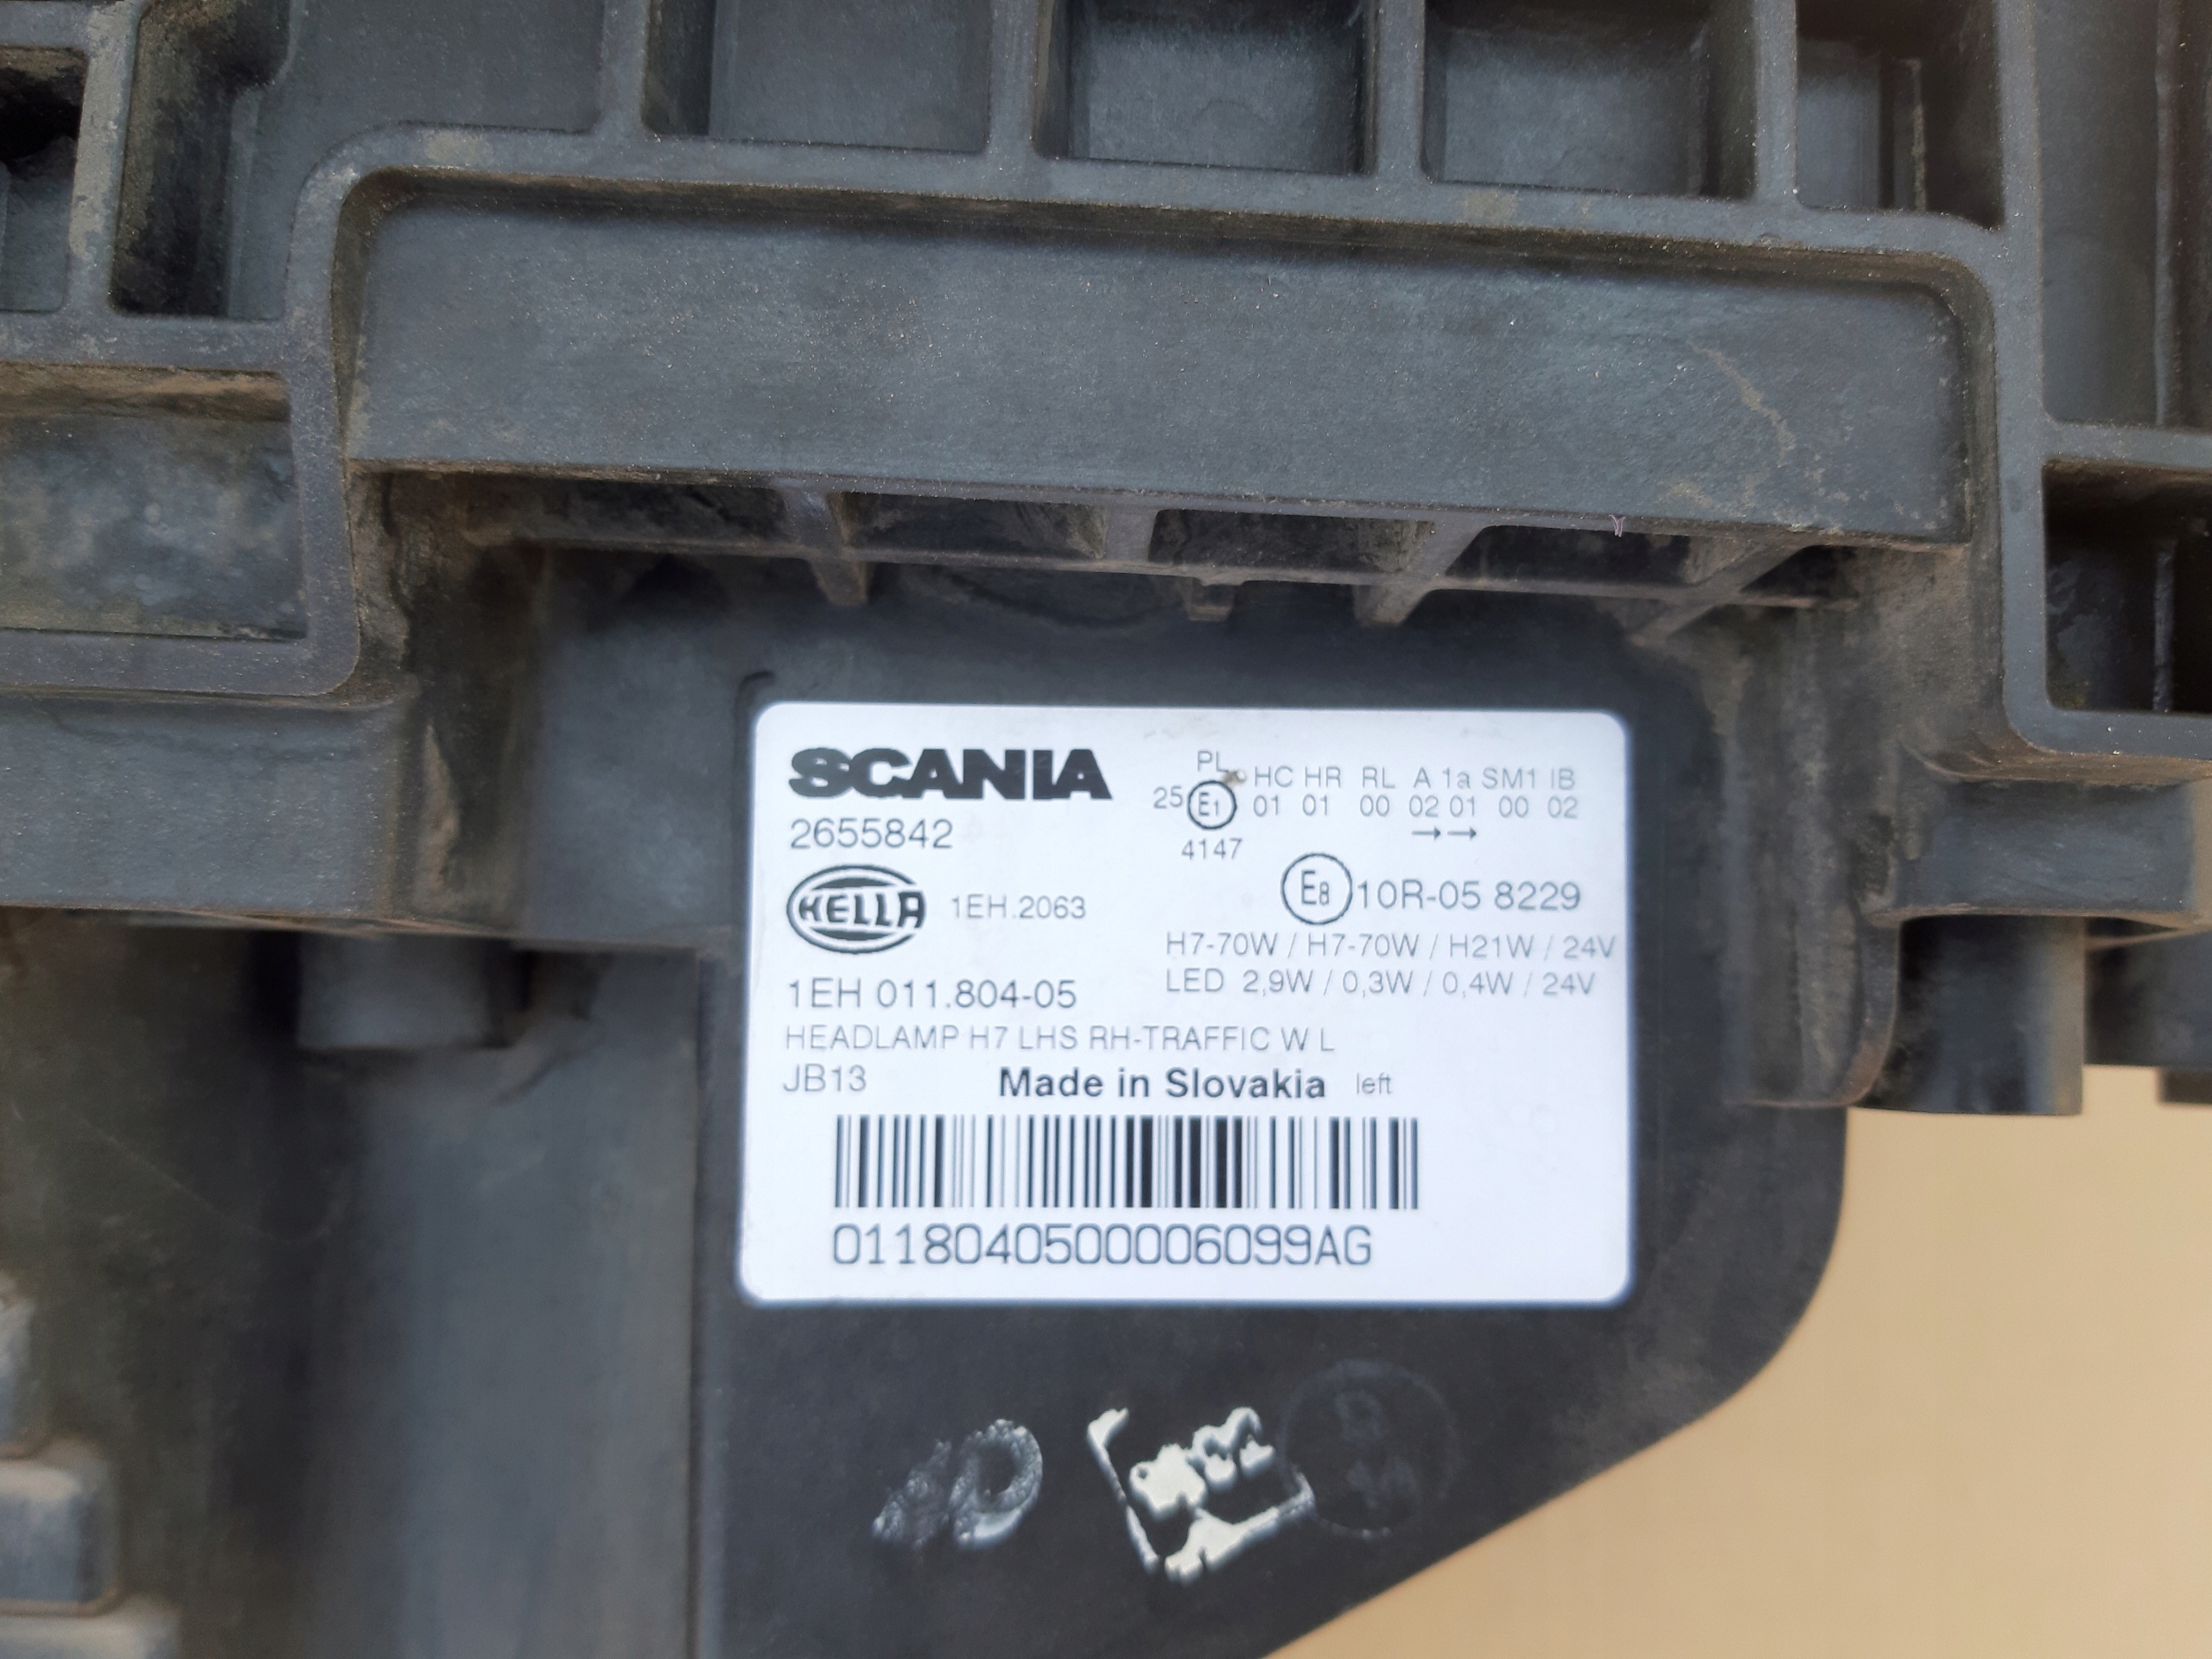 SCANIA
2655842
PL HC HR RL A 1a SM1 IB
25 E1 01 01 00 02 01 00 02
→→
4147
HELLA 1EH.2063
E8 10R-05 8229
H7-70W / H7-70W / H21W / 24V
LED 2,9W / 0,3W / 0,4W / 24V
1EH 011.804-05
HEADLAMP H7 LHS RH-TRAFFIC W L
JB13 Made in Slovakia left
0118040500006099AG